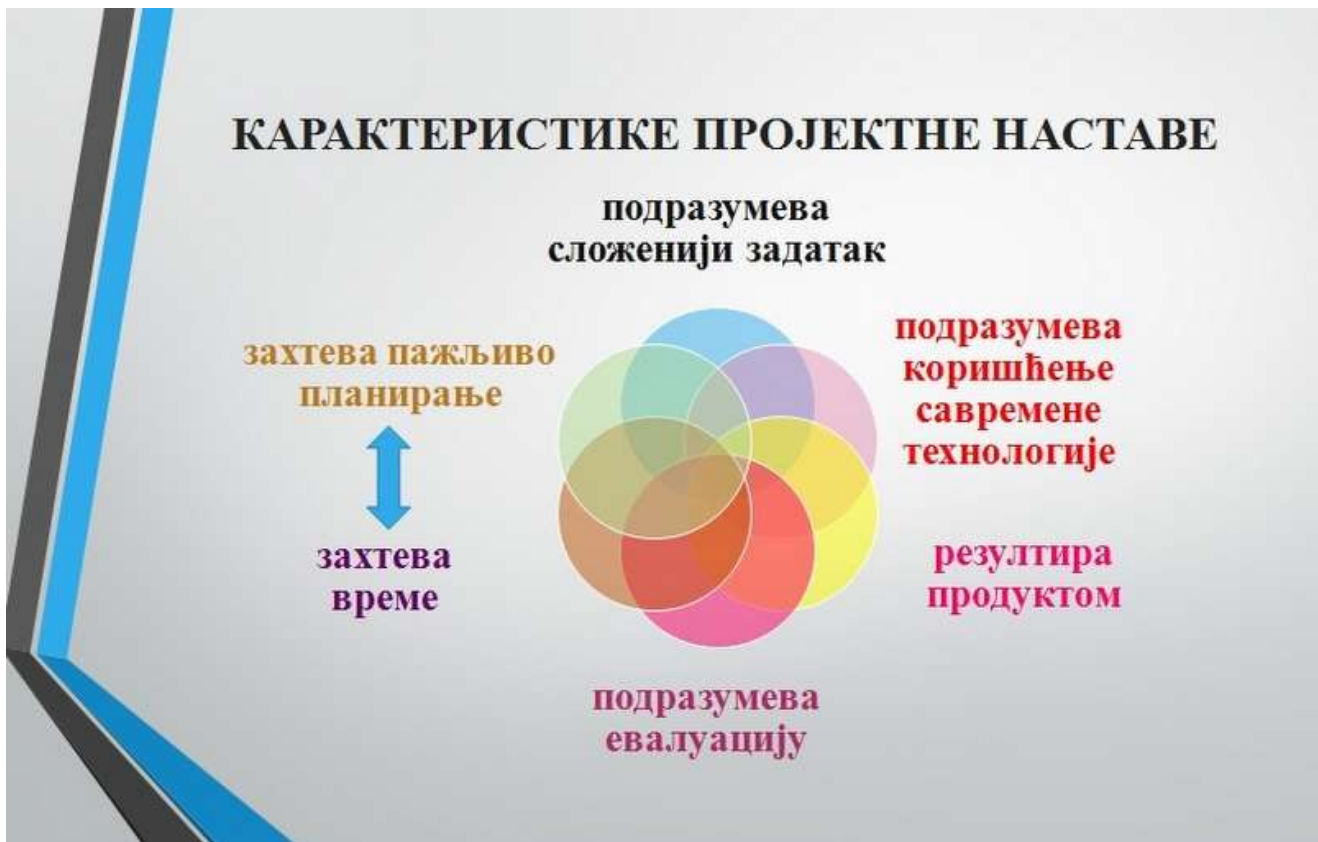 КАРАКТЕРИСТИКЕ ПРОЈЕКТНЕ НАСТАВЕ
подразумева
сложенији задатак
подразумева
коришћење
савремене
технологије
резултира
продуктом
подразумева
евалуацију
захтева
време
захтева пажљиво
планирање